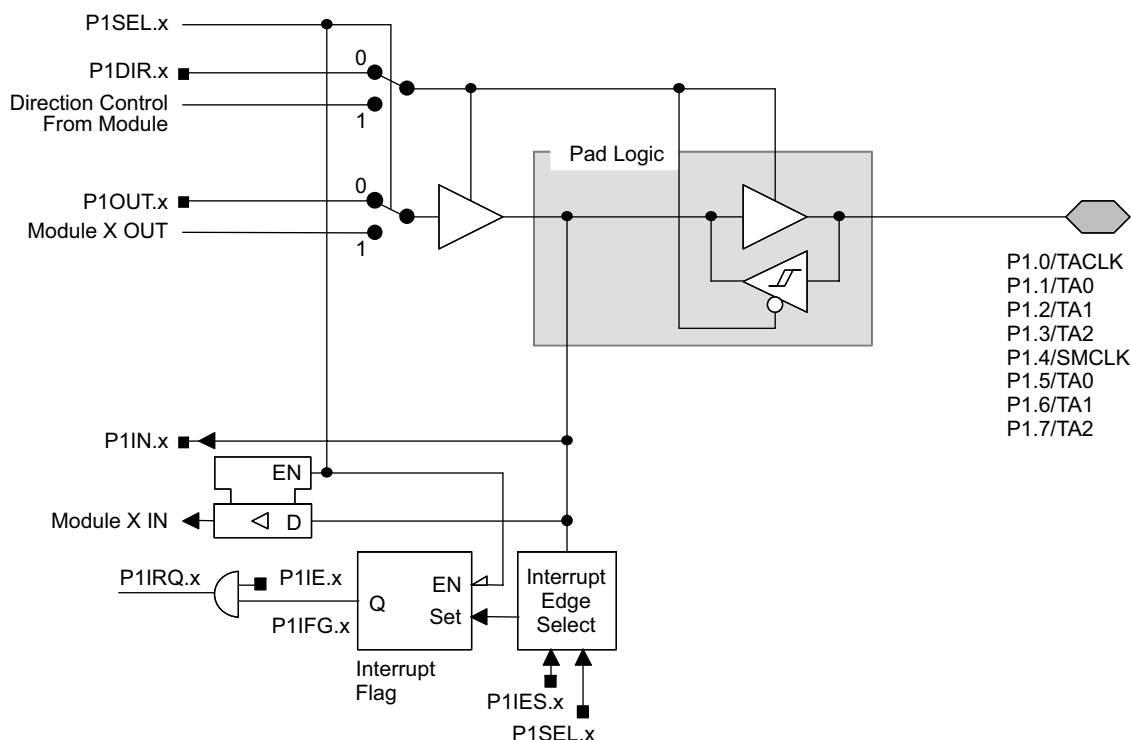 P1SEL.x
0
P1DIR.x
Direction Control
From Module
1
Pad Logic
0
P1OUT.x
Module X OUT
1
P1.0/TACLK
P1.1/TA0
P1.2/TA1
P1.3/TA2
P1.4/SMCLK
P1.5/TA0
P1.6/TA1
P1.7/TA2
P1IN.x
EN
Module X IN
D
P1IRQ.x
P1IE.x
P1IFG.x
Q
EN
Set
Interrupt
Flag
Interrupt
Edge
Select
P1IES.x
P1SEL.x